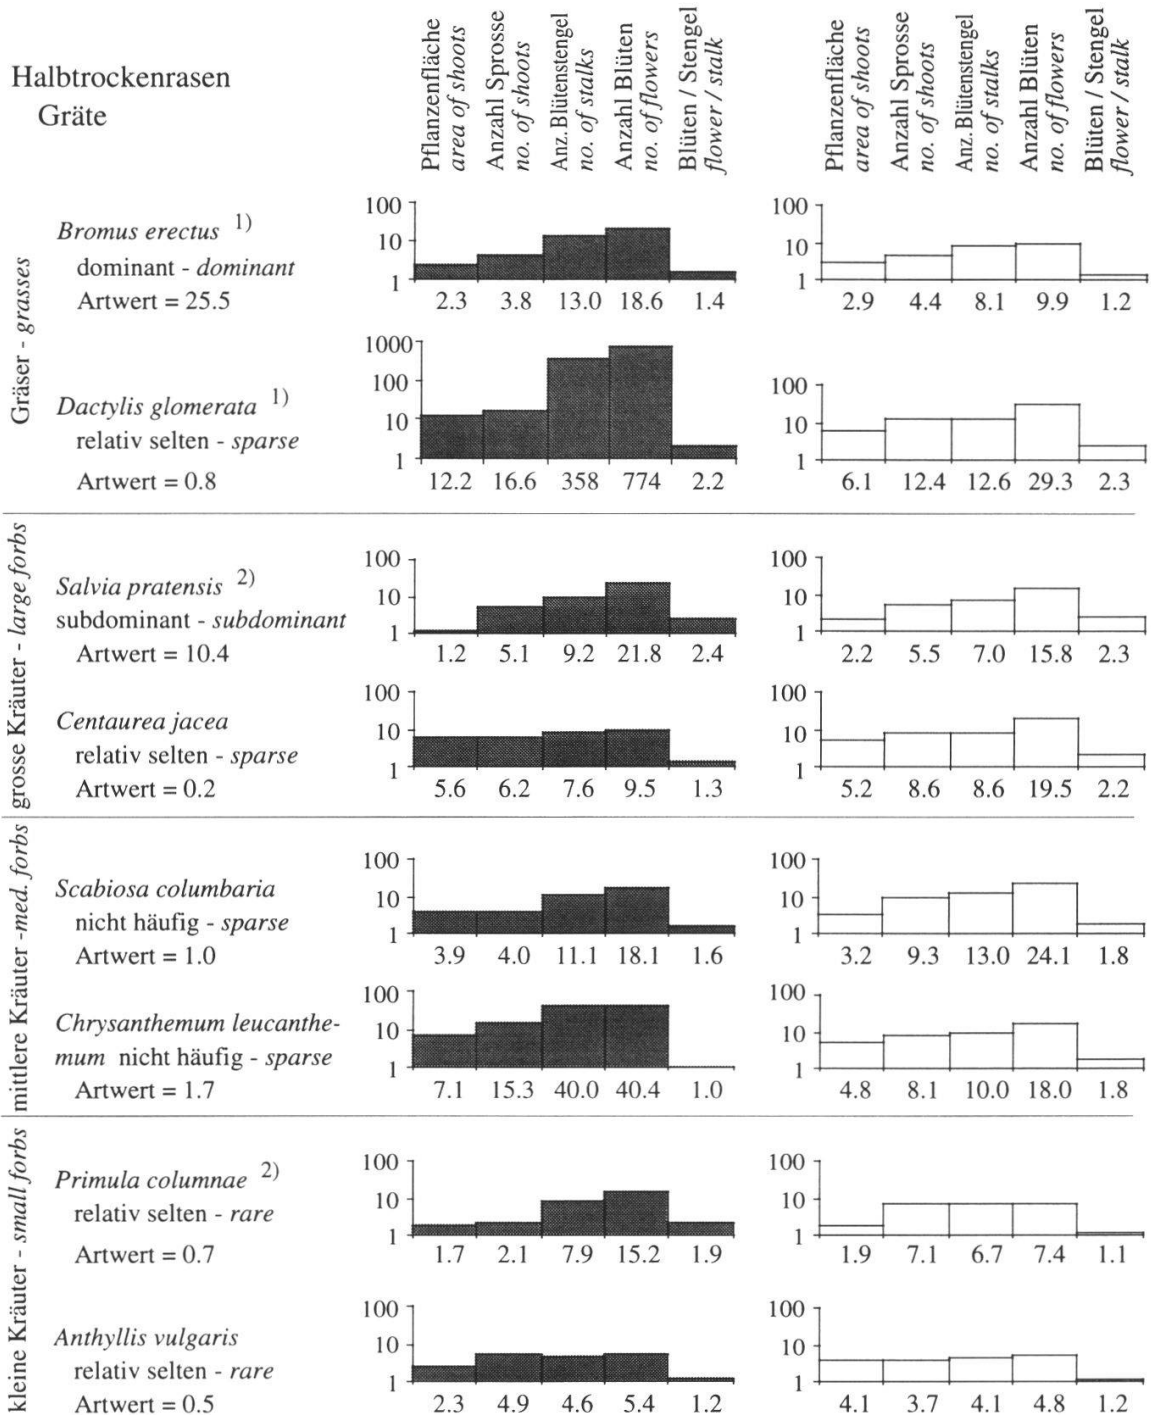 Halbtrockenrasen
Gräte
Pflanzenfläche
area of shoots
Anzahl Sprosse
no. of shoots
Anz. Blütenstengel
no. of stalks
Anzahl Blüten
no. of flowers
Blüten / Stengel
flower / stalk
Pflanzenfläche
area of shoots
Anzahl Sprosse
no. of shoots
Anz. Blütenstengel
no. of stalks
Anzahl Blüten
no. of flowers
Blüten / Stengel
flower / stalk
Gräser - grasses
Bromus erectus 1)
dominant - dominant
Artwert = 25.5
100
10
1
2.3 3.8 13.0 18.6 1.4
100
10
1
2.9 4.4 8.1 9.9 1.2
Dactylis glomerata 1)
relativ selten - sparse
Artwert = 0.8
1000
100
10
1
12.2 16.6 358 774 2.2
100
10
1
6.1 12.4 12.6 29.3 2.3
grosse Kräuter - large forbs
Salvia pratensis 2)
subdominant - subdominant
Artwert = 10.4
100
10
1
1.2 5.1 9.2 21.8 2.4
100
10
1
2.2 5.5 7.0 15.8 2.3
Centaurea jacea
relativ selten - sparse
Artwert = 0.2
100
10
1
5.6 6.2 7.6 9.5 1.3
100
10
1
5.2 8.6 8.6 19.5 2.2
mittlere Kräuter -med. forbs
Scabiosa columbaria
nicht häufig - sparse
Artwert = 1.0
100
10
1
3.9 4.0 11.1 18.1 1.6
100
10
1
3.2 9.3 13.0 24.1 1.8
Chrysanthemum leucanthe-
mum nicht häufig - sparse
Artwert = 1.7
100
10
1
7.1 15.3 40.0 40.4 1.0
100
10
1
4.8 8.1 10.0 18.0 1.8
kleine Kräuter - small forbs
Primula columnae 2)
relativ selten - rare
Artwert = 0.7
100
10
1
1.7 2.1 7.9 15.2 1.9
100
10
1
1.9 7.1 6.7 7.4 1.1
Anthyllis vulgaris
relativ selten - rare
Artwert = 0.5
100
10
1
2.3 4.9 4.6 5.4 1.2
100
10
1
4.1 3.7 4.1 4.8 1.2